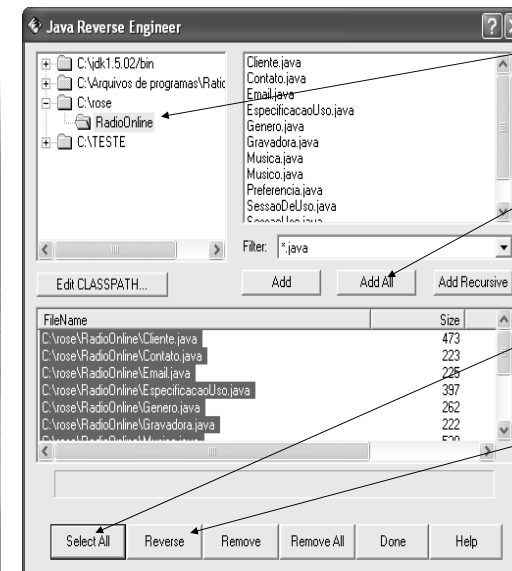 Java Reverse Engineer
C:\jdk1.5.02/bin
C:\Arquivos de programas\Ratic
C:\rose
RadioOnline
C:\TESTE
Cliente.java
Contato.java
Email.java
EspecificacaoUso.java
Genero.java
Gravadora.java
Musica.java
Musico.java
Preferencia.java
SessaoDeUso.java
Filter: *.java
Edit CLASSPATH... Add Add All Add Recursive
FileName Size
C:\rose\RadioOnline\Cliente.java 473
C:\rose\RadioOnline\Contato.java 223
C:\rose\RadioOnline\Email.java 225
C:\rose\RadioOnline\EspecificacaoUso.java 397
C:\rose\RadioOnline\Genero.java 262
C:\rose\RadioOnline\Gravadora.java 222
Select All Reverse Remove Remove All Done Help